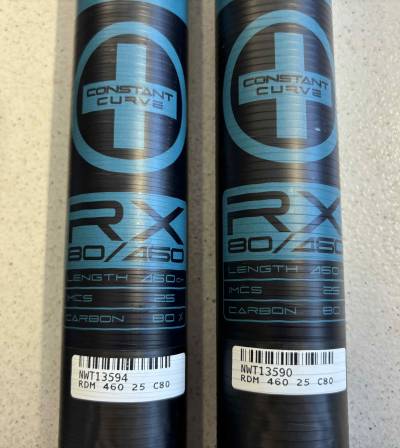 CONSTANT
CURVE
RX
80/460
LENGTH 460cm
IMCS 25
CARBON 80 %
NWT13594
RDM 460 25 C80
CONSTANT
CURVE
RX
80/460
LENGTH 460
IMCS 25
CARBON 80
NWT13590
RDM 460 25 C80